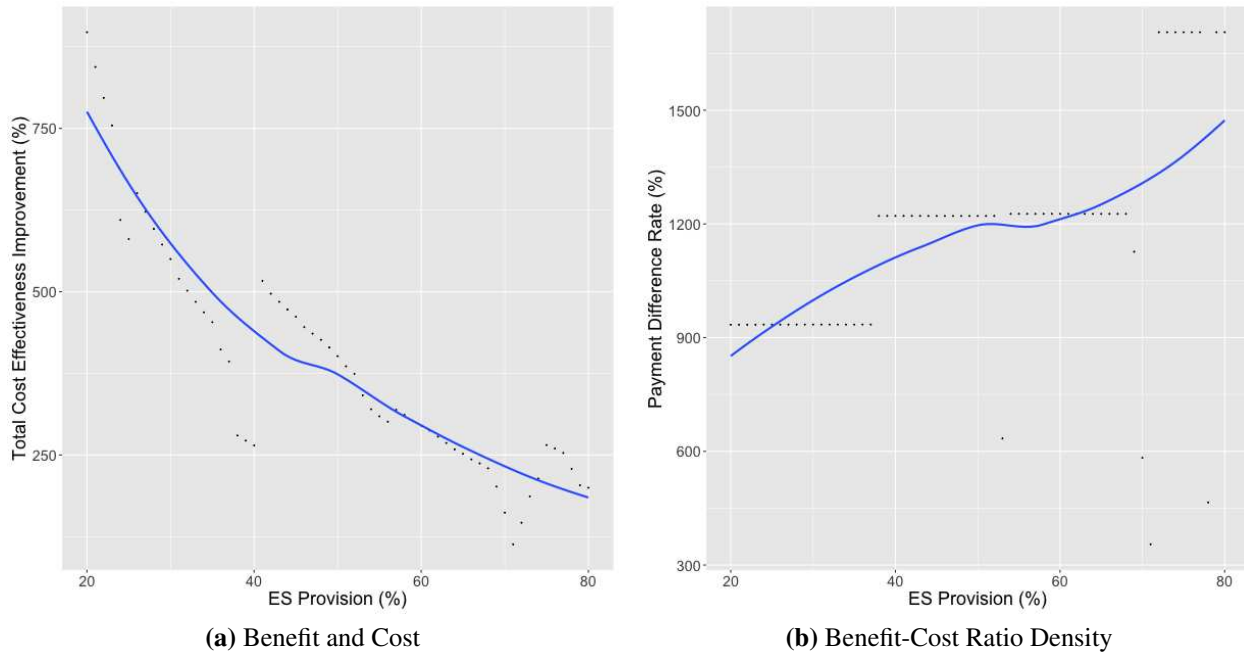 Total Cost Effectiveness Improvement (%)
750
500
250
20
40
60
80
ES Provision (%)
(a) Benefit and Cost
Payment Difference Rate (%)
1500
1200
900
600
300
20
40
60
80
ES Provision (%)
(b) Benefit-Cost Ratio Density